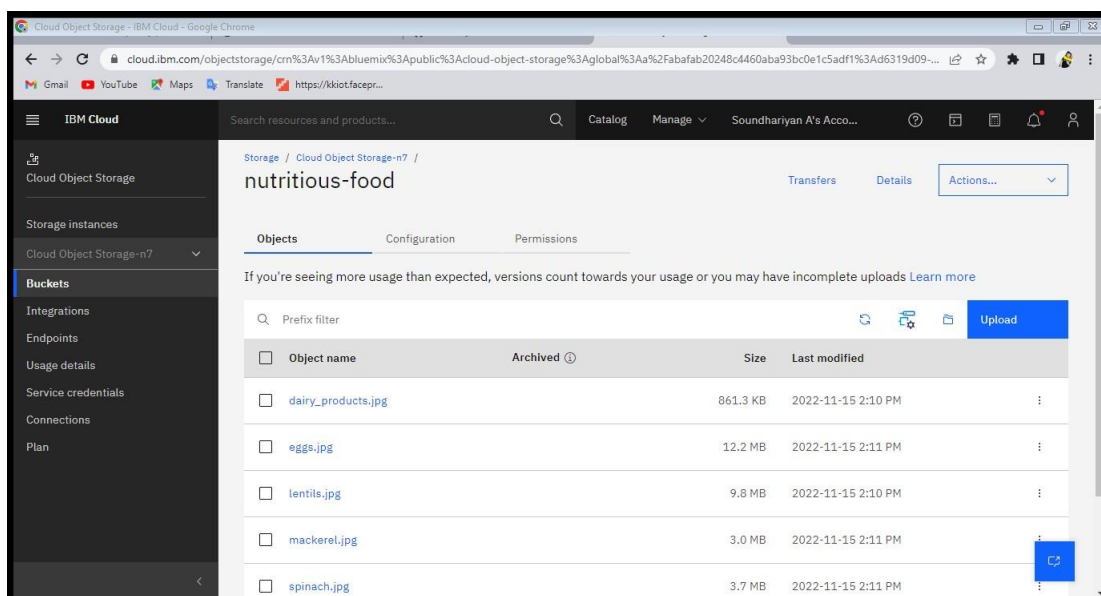 Cloud Object Storage - IBM Cloud - Google Chrome
cloud.ibm.com/objectstorage/crn%3Av1%3Abluemix%3Apublic%3Acloud-object-storage%3Aglobal%3Aa%2Fabafab20248c4460aba93bc0e1c5adf1%3Ad6319d09-...
Gmail YouTube Maps Translate https://kkiot.facepr...
IBM Cloud Search resources and products... Catalog Manage Soundhariyan A's Acco...
Cloud Object Storage
Storage instances
Cloud Object Storage-n7
Buckets
Integrations
Endpoints
Usage details
Service credentials
Connections
Plan
Storage / Cloud Object Storage-n7 /
nutritious-food Transfers Details Actions...
Objects Configuration Permissions
If you're seeing more usage than expected, versions count towards your usage or you may have incomplete uploads Learn more
Prefix filter Upload
Object name Archived Size Last modified
dairy_products.jpg 861.3 KB 2022-11-15 2:10 PM
eggs.jpg 12.2 MB 2022-11-15 2:11 PM
lentils.jpg 9.8 MB 2022-11-15 2:10 PM
mackerel.jpg 3.0 MB 2022-11-15 2:11 PM
spinach.jpg 3.7 MB 2022-11-15 2:11 PM